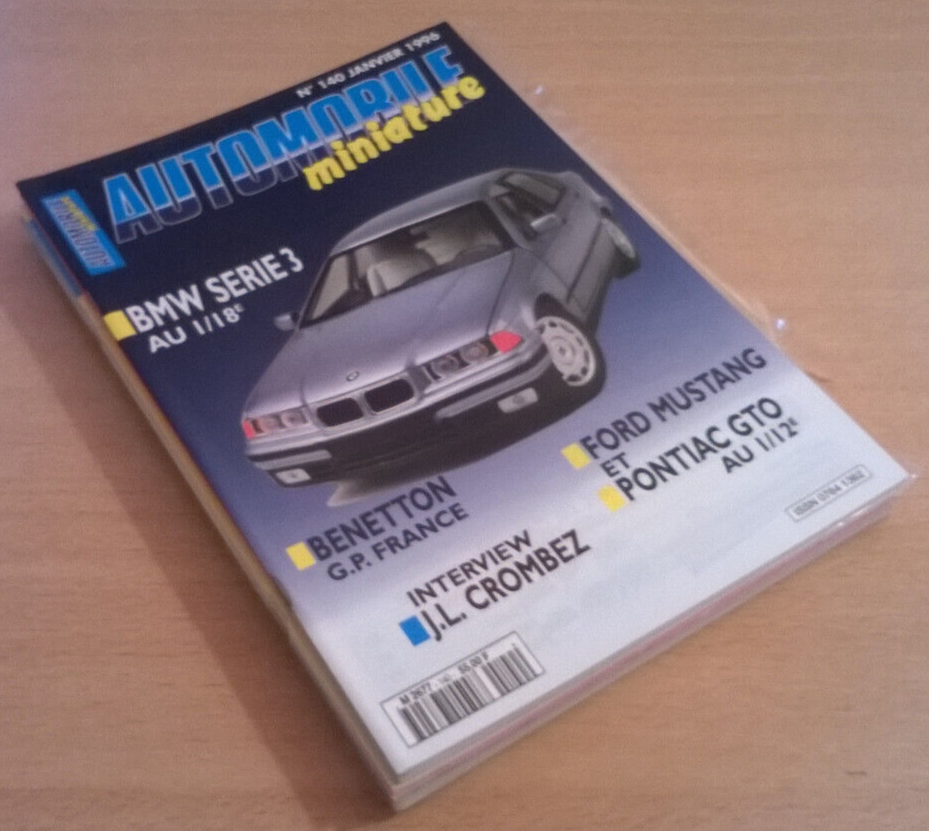 N° 140 JANVIER 1996
AUTOMOBILE
miniature
BMW SERIE 3
AU 1/18e
FORD MUSTANG
ET
PONTIAC GTO
AU 1/12e
BENETTON
G.P. FRANCE
INTERVIEW
J.L. CROMBEZ
M 2677